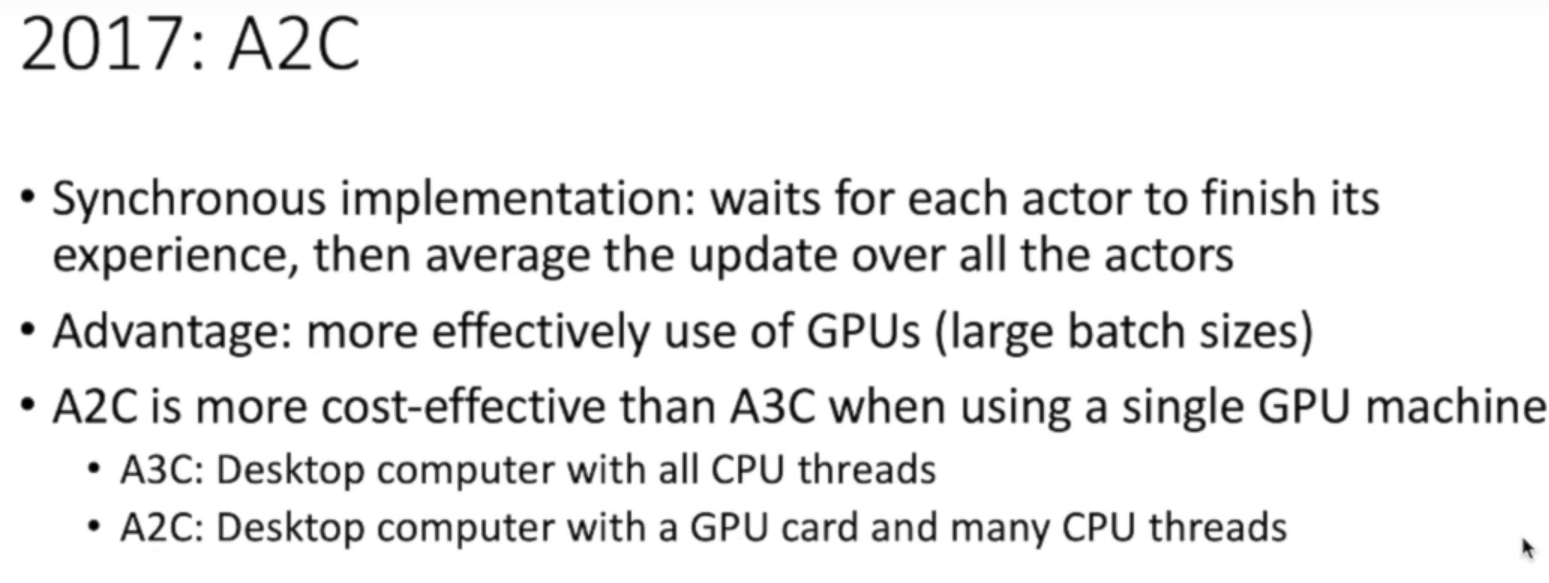 2017: A2C
• Synchronous implementation: waits for each actor to finish its
experience, then average the update over all the actors
• Advantage: more effectively use of GPUs (large batch sizes)
• A2C is more cost-effective than A3C when using a single GPU machine
• A3C: Desktop computer with all CPU threads
• A2C: Desktop computer with a GPU card and many CPU threads